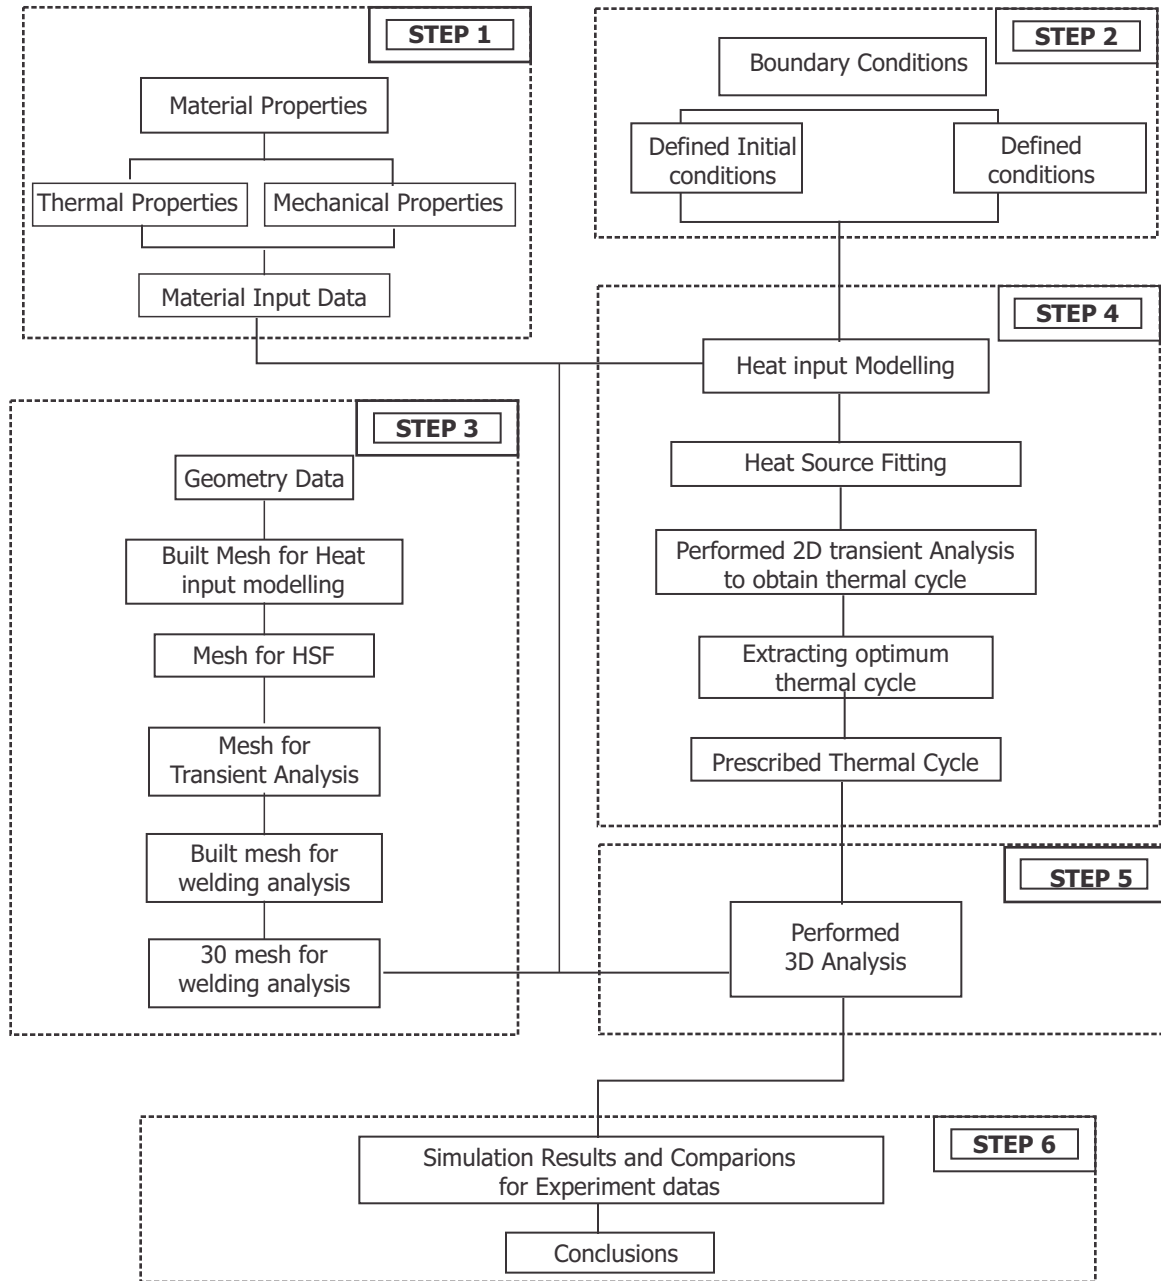 STEP 1
Material Properties
Thermal Properties
Mechanical Properties
Material Input Data
STEP 2
Boundary Conditions
Defined Initial
conditions
Defined
conditions
STEP 3
Geometry Data
Built Mesh for Heat
input modelling
Mesh for HSF
Mesh for
Transient Analysis
Built mesh for
welding analysis
30 mesh for
welding analysis
STEP 4
Heat input Modelling
Heat Source Fitting
Performed 2D transient Analysis
to obtain thermal cycle
Extracting optimum
thermal cycle
Prescribed Thermal Cycle
STEP 5
Performed
3D Analysis
STEP 6
Simulation Results and Comparions
for Experiment datas
Conclusions